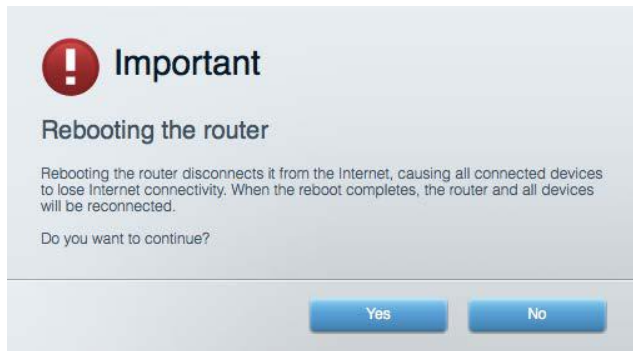 Important
Rebooting the router
Rebooting the router disconnects it from the Internet, causing all connected devices
to lose Internet connectivity. When the reboot completes, the router and all devices
will be reconnected.
Do you want to continue?
Yes
No